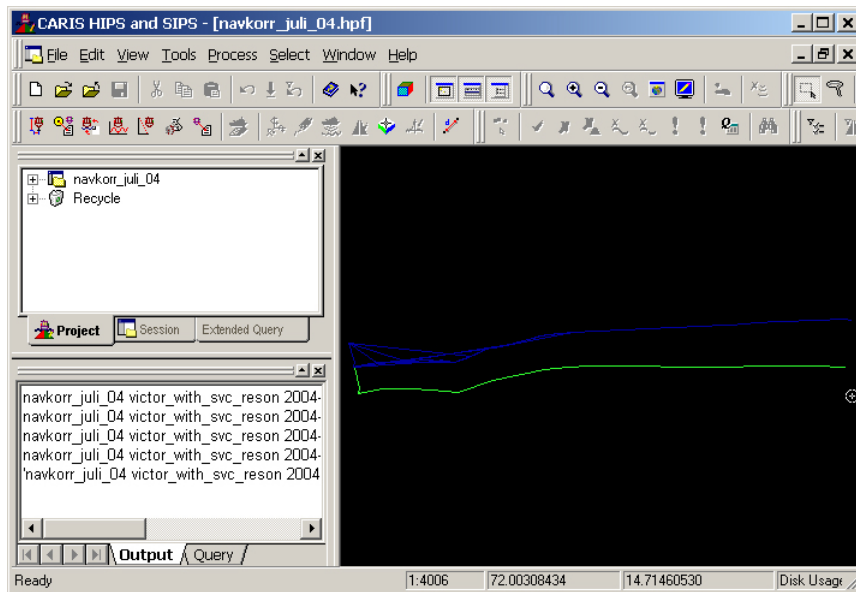 CARIS HIPS and SIPS - [navkorr_juli_04.hpf]
File Edit View Tools Process Select Window Help
navkorr_juli_04
Recycle
Project Session Extended Query
navkorr_juli_04 victor_with_svc_reson 2004-
navkorr_juli_04 victor_with_svc_reson 2004-
navkorr_juli_04 victor_with_svc_reson 2004-
navkorr_juli_04 victor_with_svc_reson 2004-
'navkorr_juli_04 victor_with_svc_reson 2004
Output Query
Ready 1:4006 72.00308434 14.71460530 Disk Usage